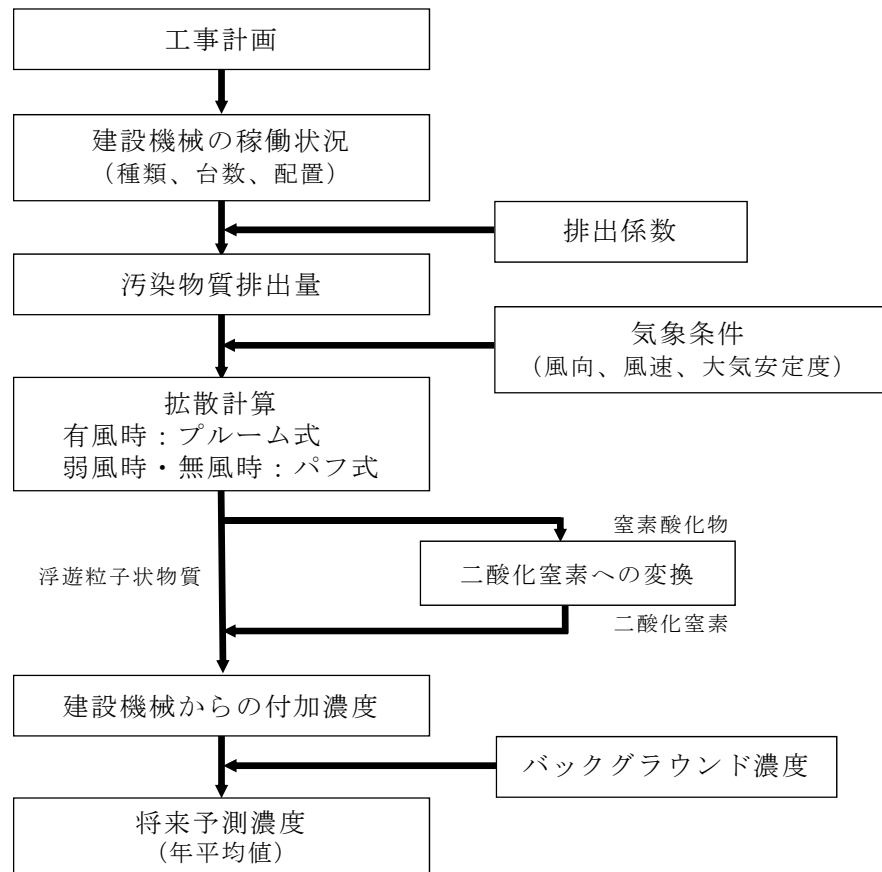 工事計画
建設機械の稼働状況
（種類、台数、配置）
排出係数
汚染物質排出量
気象条件
（風向、風速、大気安定度）
拡散計算
有風時：プルーム式
弱風時・無風時：パフ式
窒素酸化物
浮遊粒子状物質
二酸化窒素への変換
二酸化窒素
建設機械からの付加濃度
バックグラウンド濃度
将来予測濃度
（年平均値）